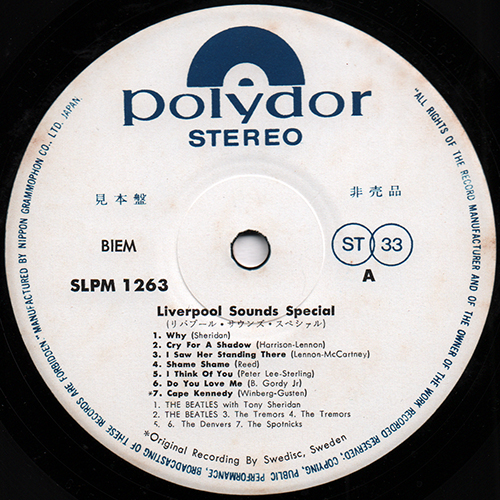 polydor
STEREO
見本盤
非売品
BIEM
ST 33
SLPM 1263
A
Liverpool Sounds Special
(リバプール・サウンズ・スペシャル)
1. Why (Sheridan)
2. Cry For A Shadow (Harrison-Lennon)
3. I Saw Her Standing There (Lennon-McCartney)
4. Shame Shame (Reed)
5. I Think Of You (Peter Lee-Sterling)
6. Do You Love Me (B. Gordy Jr)
*7. Cape Kennedy (Winberg-Gusten)
1. THE BEATLES with Tony Sheridan
THE BEATLES 3. The Tremors 4. The Tremors
6. The Denvers 7. The Spotnicks
*Original Recording By Swedisc, Sweden
"ALL RIGHTS OF THE RECORD MANUFACTURER AND OF THE OWNER OF THE WORK RECORDED RESERVED, COPYING, PUBLIC PERFORMANCE, BROADCASTING OF THESE RECORDS ARE FORBIDDEN" MANUFACTURED BY NIPPON GRAMMOPHON CO., LTD. JAPAN